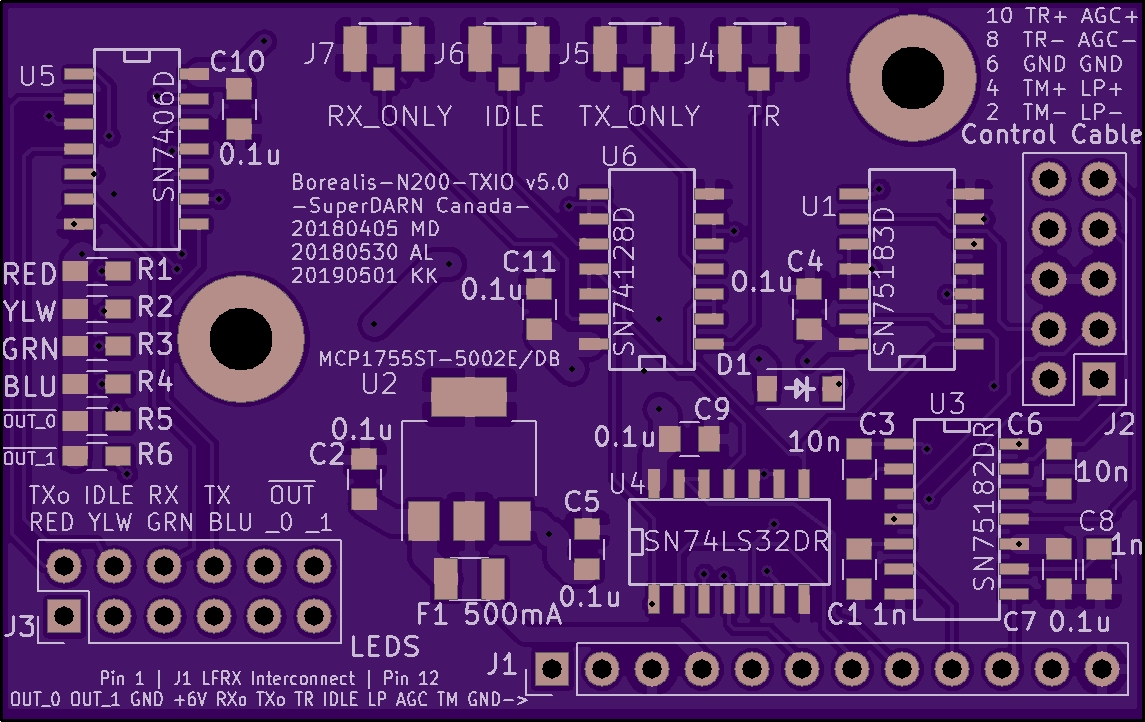 10 TR+ AGC+
8 TR- AGC-
6 GND GND
4 TM+ LP+
2 TM- LP-
Control Cable
J7
J6
J5
J4
RX_ONLY
IDLE
TX_ONLY
TR
U5
SN7406D
C10
0.1u
Borealis-N200-TXIO v5.0
-SuperDARN Canada-
20180405 MD
20180530 AL
20190501 KK
U6
SN74128D
U1
SN75183D
C11
0.1u
C4
0.1u
RED
R1
YLW
R2
GRN
R3
BLU
R4
OUT_0
R5
OUT_1
R6
MCP1755ST-5002E/DB
U2
D1
0.1u
C2
C9
0.1u
U3
C3
10n
C6
10n
J2
U4
SN74LS32DR
SN75182DR
C5
0.1u
C8
1n
TXo IDLE RX TX OUT
RED YLW GRN BLU _0 _1
F1 500mA
C1 1n
C7 0.1u
J3
LEDS
J1
Pin 1 | J1 LFRX Interconnect | Pin 12
OUT_0 OUT_1 GND +6V RXo TXo TR IDLE LP AGC TM GND->